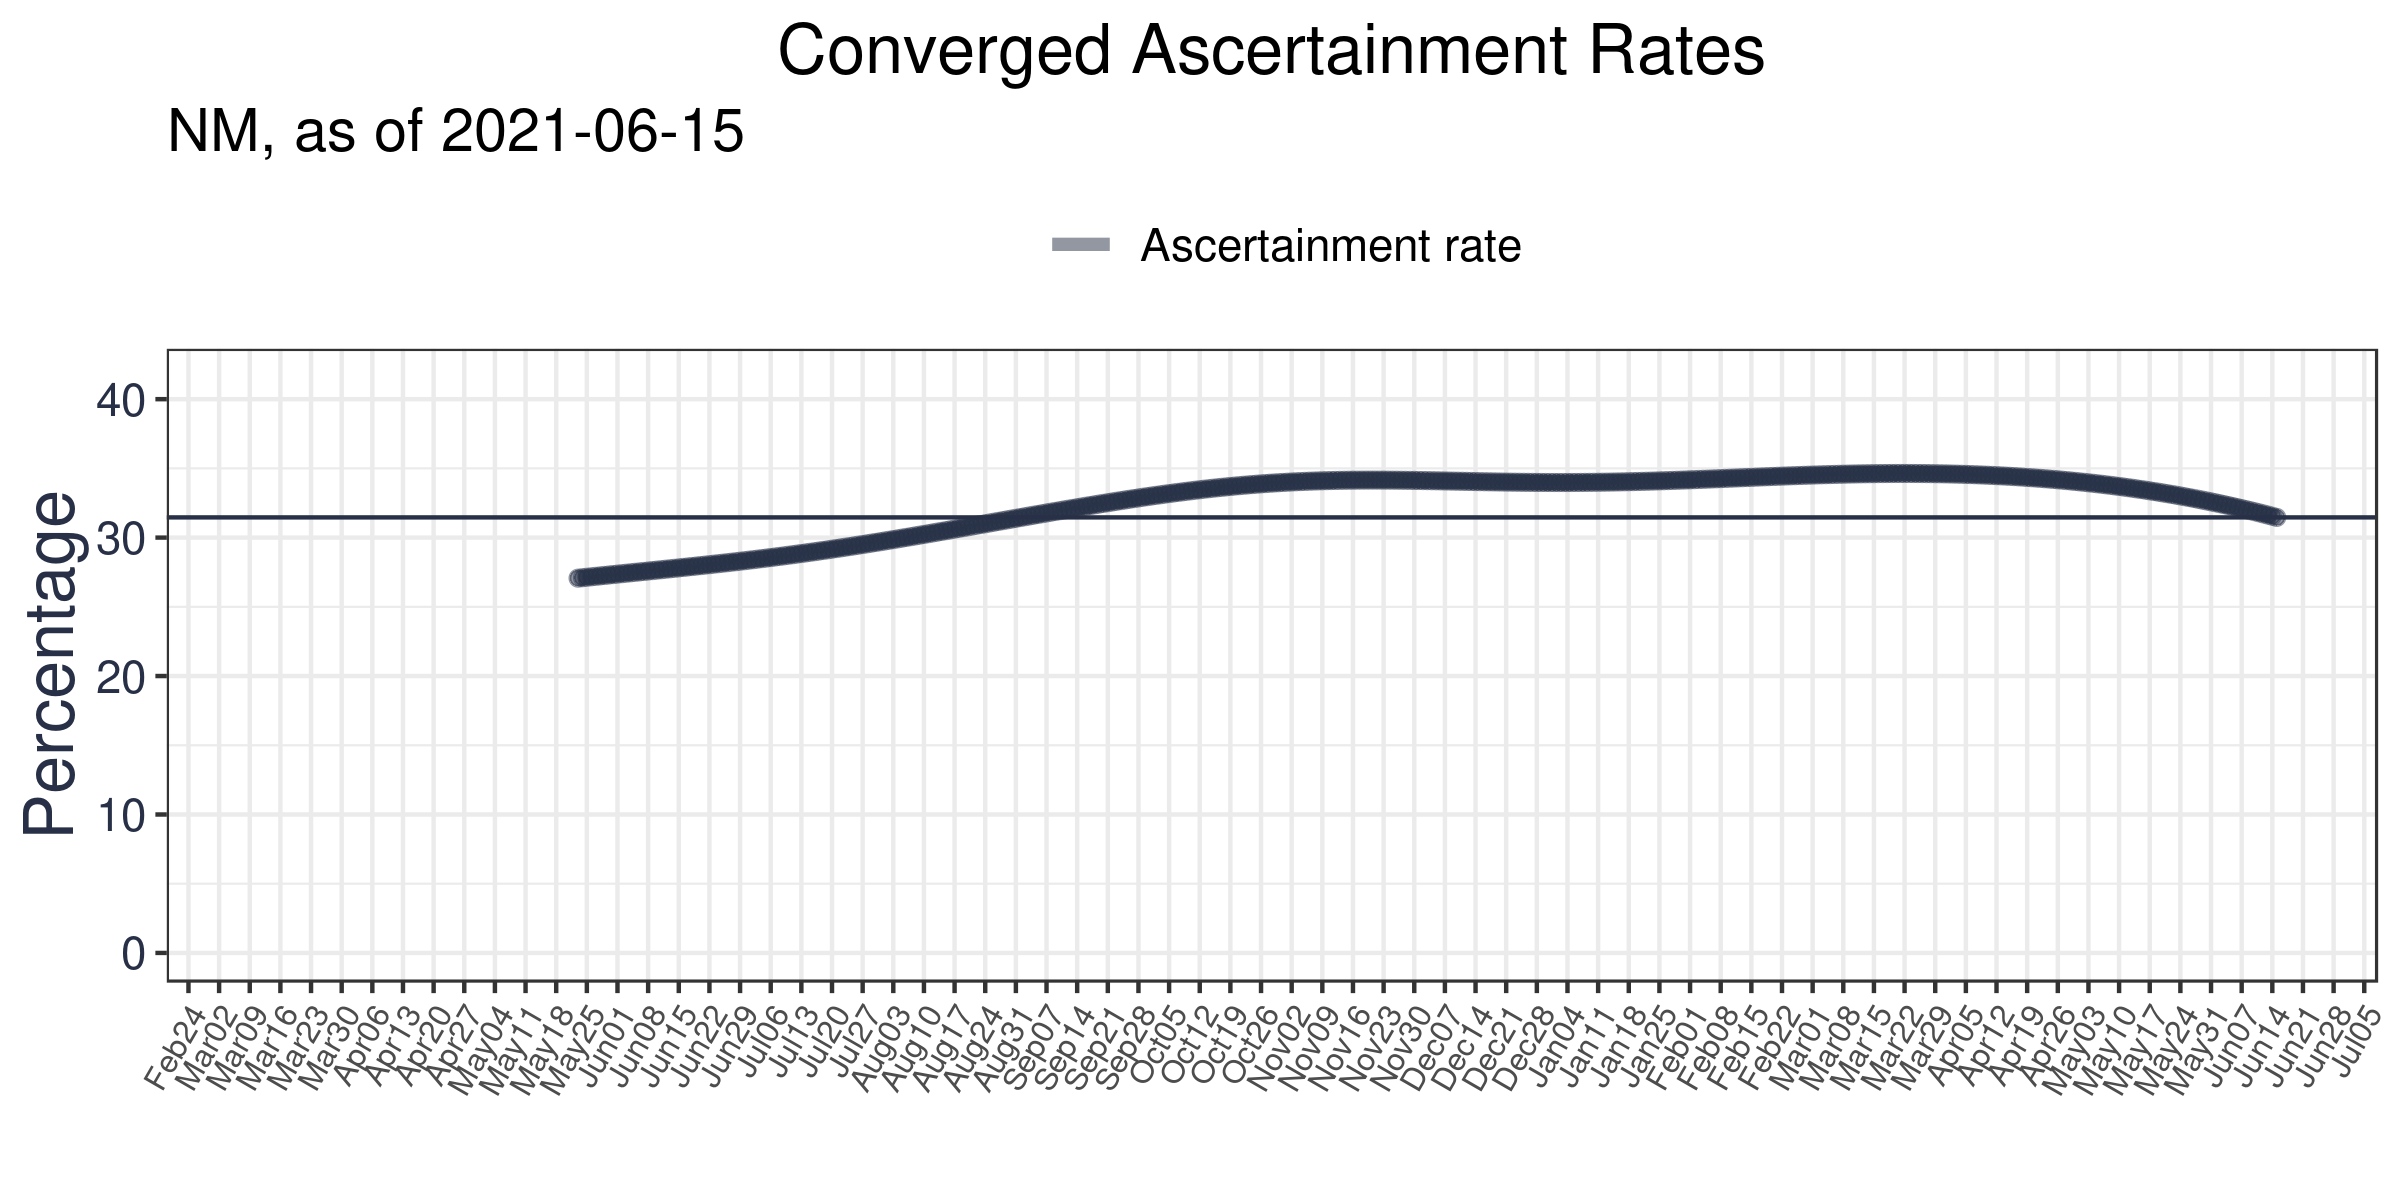 Converged Ascertainment Rates
NM, as of 2021-06-15
Ascertainment rate
Percentage
40
30
20
10
0
Feb24
Mar02
Mar09
Mar16
Mar23
Mar30
Apr06
Apr13
Apr20
Apr27
May04
May11
May18
May25
Jun01
Jun08
Jun15
Jun22
Jun29
Jul06
Jul13
Jul20
Jul27
Aug03
Aug10
Aug17
Aug24
Aug31
Sep07
Sep14
Sep21
Sep28
Oct05
Oct12
Oct19
Oct26
Nov02
Nov09
Nov16
Nov23
Nov30
Dec07
Dec14
Dec21
Dec28
Jan04
Jan11
Jan18
Jan25
Feb01
Feb08
Feb15
Feb22
Mar01
Mar08
Mar15
Mar22
Mar29
Apr05
Apr12
Apr19
Apr26
May03
May10
May17
May24
May31
Jun07
Jun14
Jun21
Jun28
Jul05